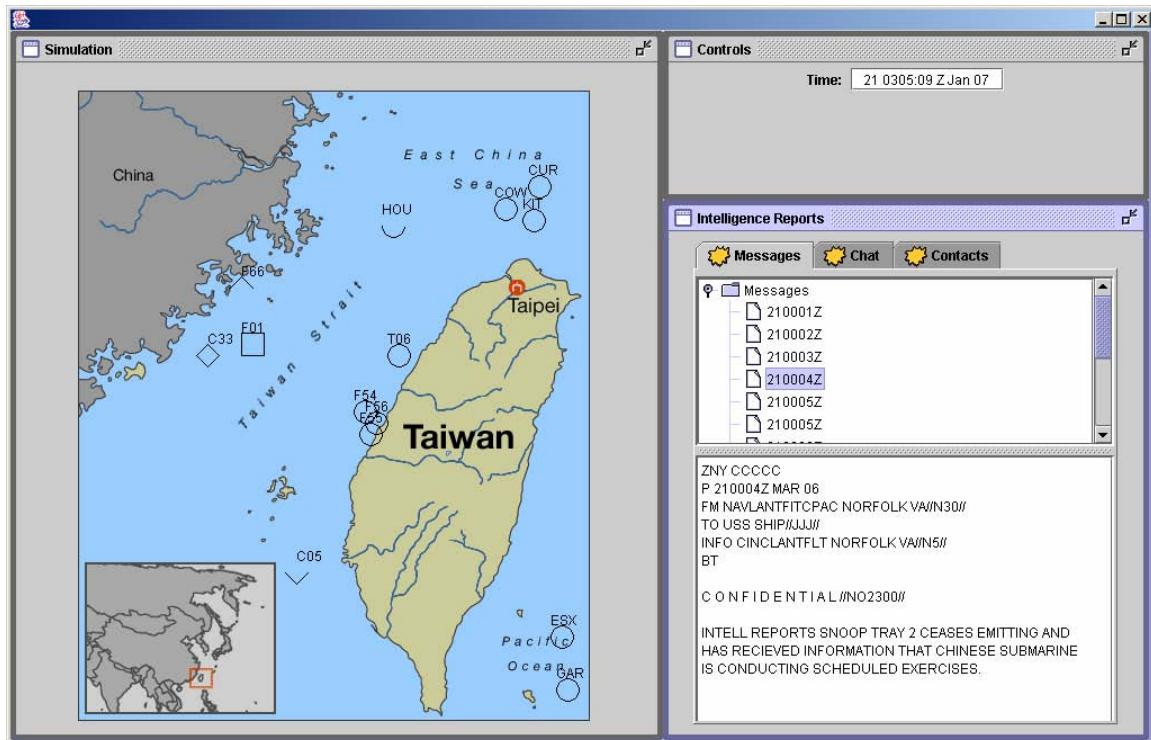 Simulation
East China
Sea
China
CUR
COW
KIT
HOU
F66
Taipei
C33
F01
T06
Taiwan Strait
F54
F56
F55
Taiwan
C05
ESX
Pacific
Ocean
GAR
Controls
Time: 21 0305:09 Z Jan 07
Intelligence Reports
Messages Chat Contacts
Messages
210001Z
210002Z
210003Z
210004Z
210005Z
210005Z
ZNY CCCCC
P 210004Z MAR 06
FM NAVLANTFITCPAC NORFOLK VA//N30//
TO USS SHIP//JJJ//
INFO CINCLANTFLT NORFOLK VA//N5//
BT
C O N F I D E N T I A L //NO2300//
INTELL REPORTS SNOOP TRAY 2 CEASES EMITTING AND
HAS RECIEVED INFORMATION THAT CHINESE SUBMARINE
IS CONDUCTING SCHEDULED EXERCISES.